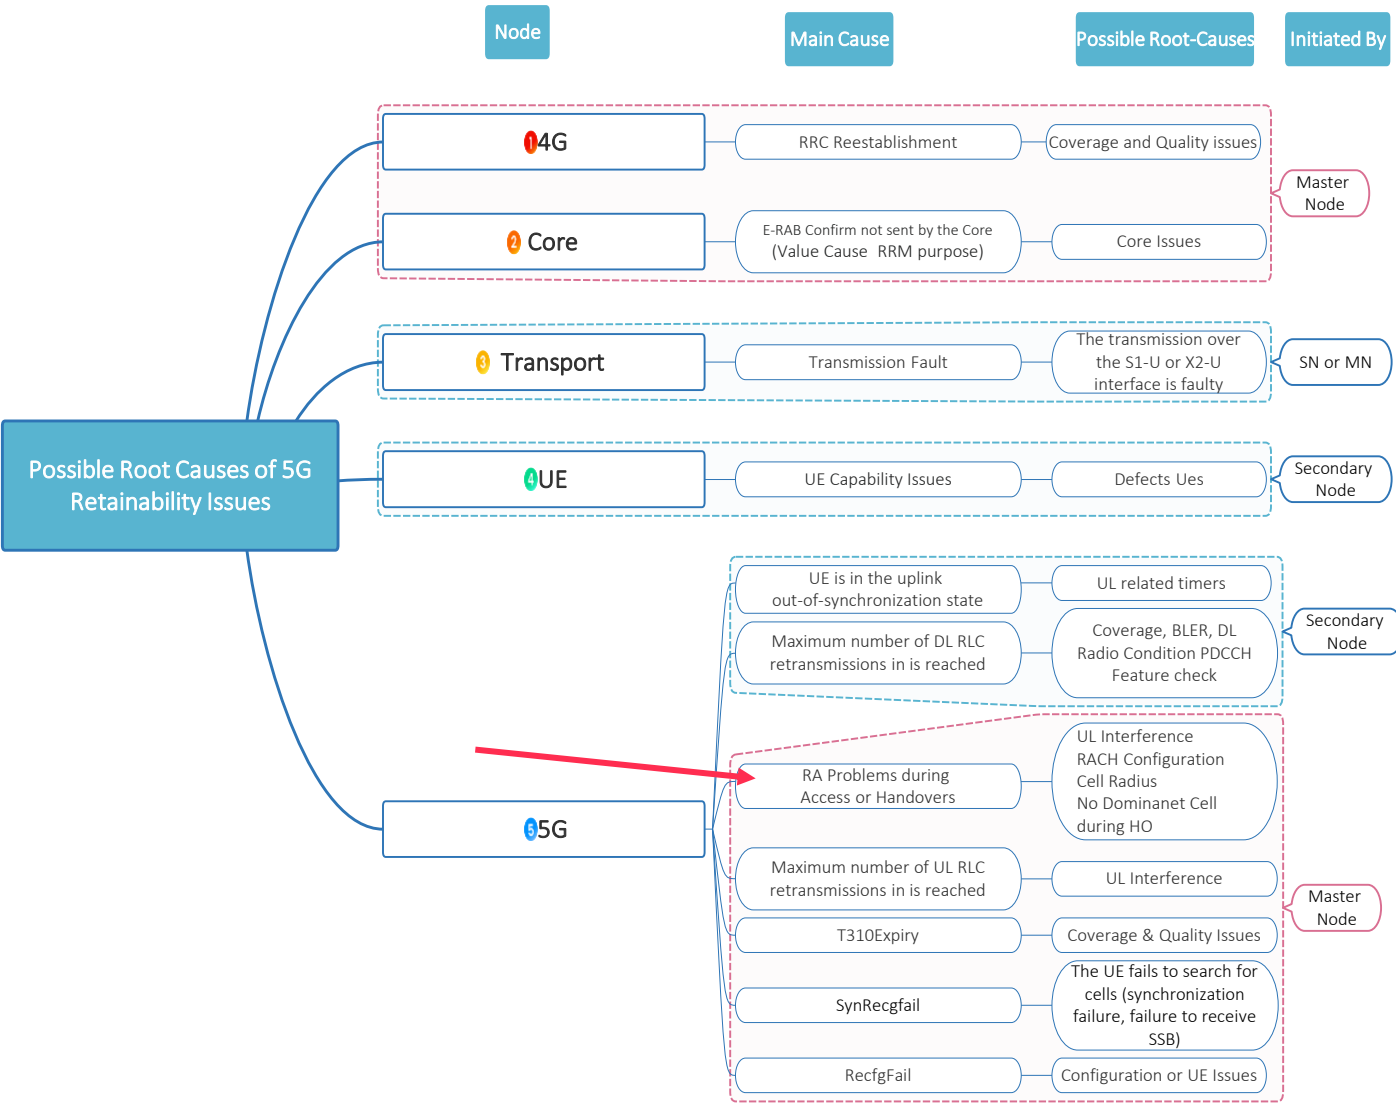 Node
Main Cause
Possible Root-Causes
Initiated By
1 4G
RRC Reestablishment
Coverage and Quality issues
Master
Node
2 Core
E-RAB Confirm not sent by the Core
(Value Cause RRM purpose)
Core Issues
3 Transport
Transmission Fault
The transmission over
the S1-U or X2-U
interface is faulty
SN or MN
Possible Root Causes of 5G
Retainability Issues
4 UE
UE Capability Issues
Defects Ues
Secondary
Node
UE is in the uplink
out-of-synchronization state
UL related timers
Maximum number of DL RLC
retransmissions in is reached
Coverage, BLER, DL
Radio Condition PDCCH
Feature check
Secondary
Node
5 5G
RA Problems during
Access or Handovers
UL Interference
RACH Configuration
Cell Radius
No Dominanet Cell
during HO
Maximum number of UL RLC
retransmissions in is reached
UL Interference
Master
Node
T310Expiry
Coverage & Quality Issues
SynRecgfail
The UE fails to search for
cells (synchronization
failure, failure to receive
SSB)
RecfgFail
Configuration or UE Issues